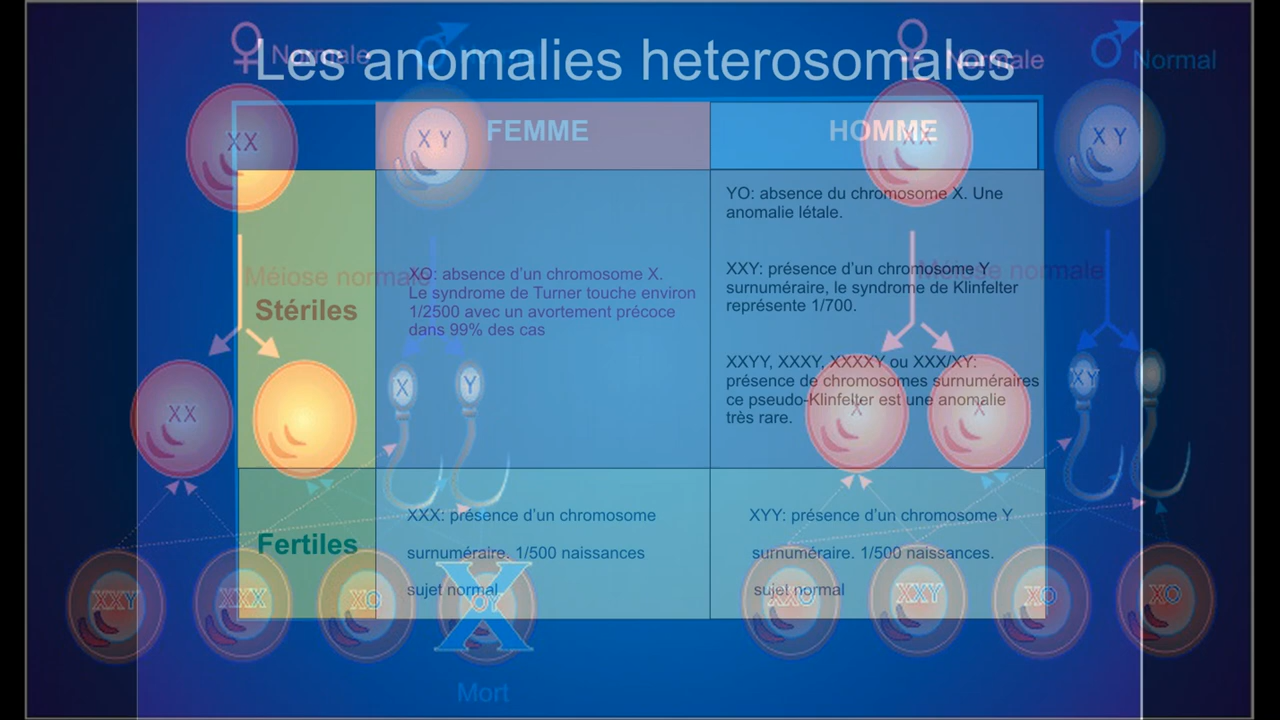 Les anomalies heterosomales
Normale
Normale
Normal
XX
X Y
FEMME
HOMME
XX
X Y
YO: absence du chromosome X. Une
anomalie létale.
Méiose normale
Méiose normale
Stériles
XO: absence d'un chromosome X.
Le syndrome de Turner touche environ
1/2500 avec un avortement précoce
dans 99% des cas
XXY: présence d'un chromosome Y
surnuméraire, le syndrome de Klinfelter
représente 1/700.
XXYY, XXXY, XXXXY ou XXX/XY:
présence de chromosomes surnuméraires
ce pseudo-Klinfelter est une anomalie
très rare.
XX
X
Y
X
X
XY
Fertiles
XXX: présence d'un chromosome
surnuméraire. 1/500 naissances
sujet normal
XYY: présence d'un chromosome Y
surnuméraire. 1/500 naissances.
sujet normal
XXY
XXX
XO
OY
XXY
XO
XO
Mort